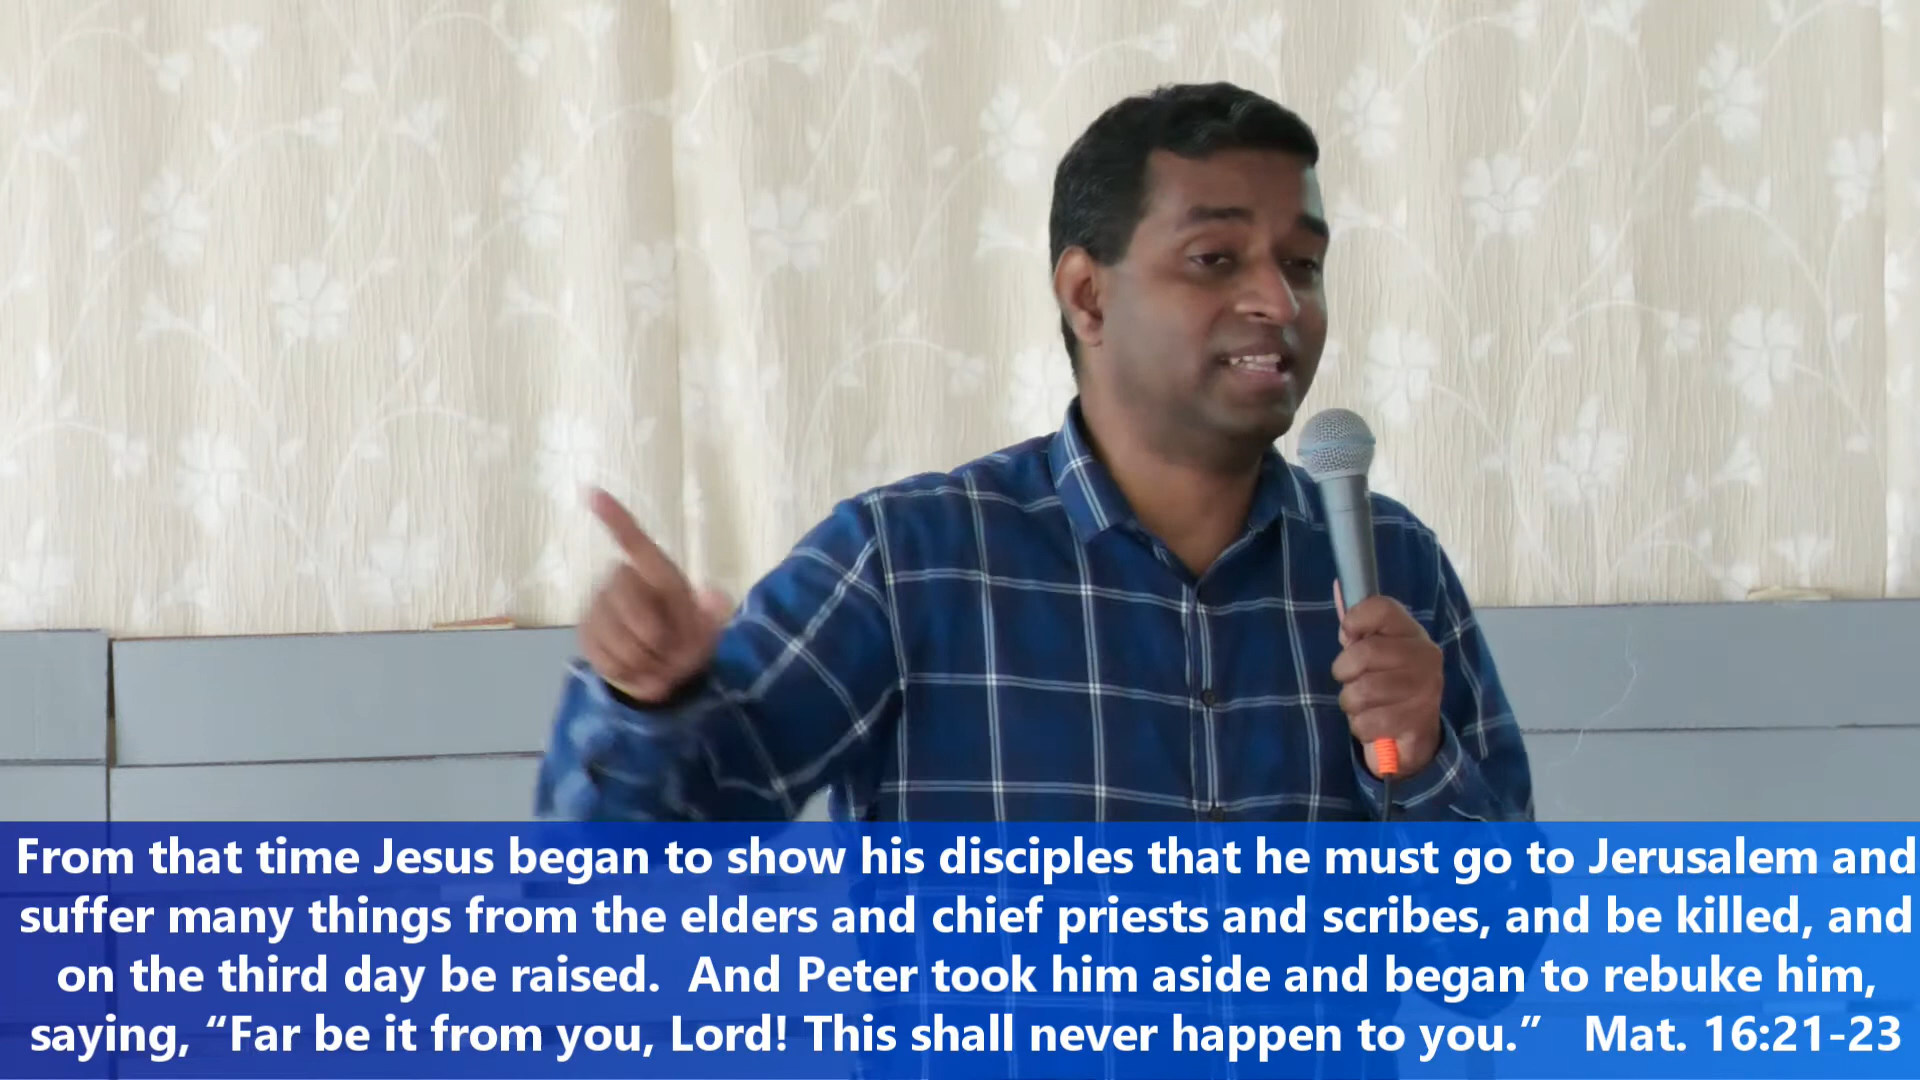 From that time Jesus began to show his disciples that he must go to Jerusalem and
suffer many things from the elders and chief priests and scribes, and be killed, and
on the third day be raised.  And Peter took him aside and began to rebuke him,
saying, “Far be it from you, Lord! This shall never happen to you.”   Mat. 16:21-23